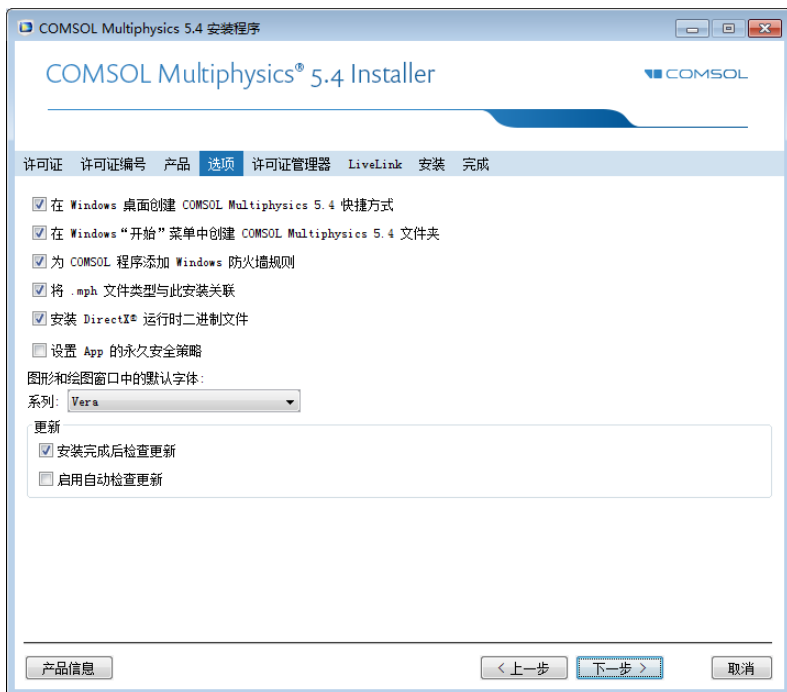 COMSOL Multiphysics 5.4 安装程序
COMSOL Multiphysics® 5.4 Installer
COMSOL
许可证 许可证编号 产品 选项 许可证管理器 LiveLink 安装 完成
在 Windows 桌面创建 COMSOL Multiphysics 5.4 快捷方式
在 Windows“开始”菜单中创建 COMSOL Multiphysics 5.4 文件夹
为 COMSOL 程序添加 Windows 防火墙规则
将 .mph 文件类型与此安装关联
安装 DirectX® 运行时二进制文件
设置 App 的永久安全策略
图形和绘图窗口中的默认字体:
系列: Vera
更新
安装完成后检查更新
启用自动检查更新
产品信息 < 上一步 下一步 > 取消